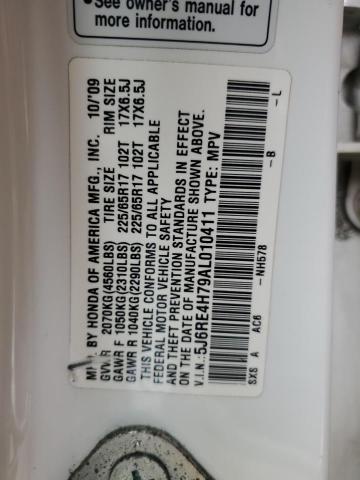 See owner's manual for
more information.
MFD. BY HONDA OF AMERICA MFG., INC. 10/'09
GVWR 2070KG(4560LBS) TIRE SIZE RIM SIZE
GAWR F 1050KG(2310LBS) 225/65R17 102T 17X6.5J
GAWR R 1040KG(2290LBS) 225/65R17 102T 17X6.5J
THIS VEHICLE CONFORMS TO ALL APPLICABLE
FEDERAL MOTOR VEHICLE SAFETY
AND THEFT PREVENTION STANDARDS IN EFFECT
ON THE DATE OF MANUFACTURE SHOWN ABOVE.
V.I.N.: 5J6RE4H79AL010411 TYPE: MPV
SXS A AC6 -NH578 -B -L